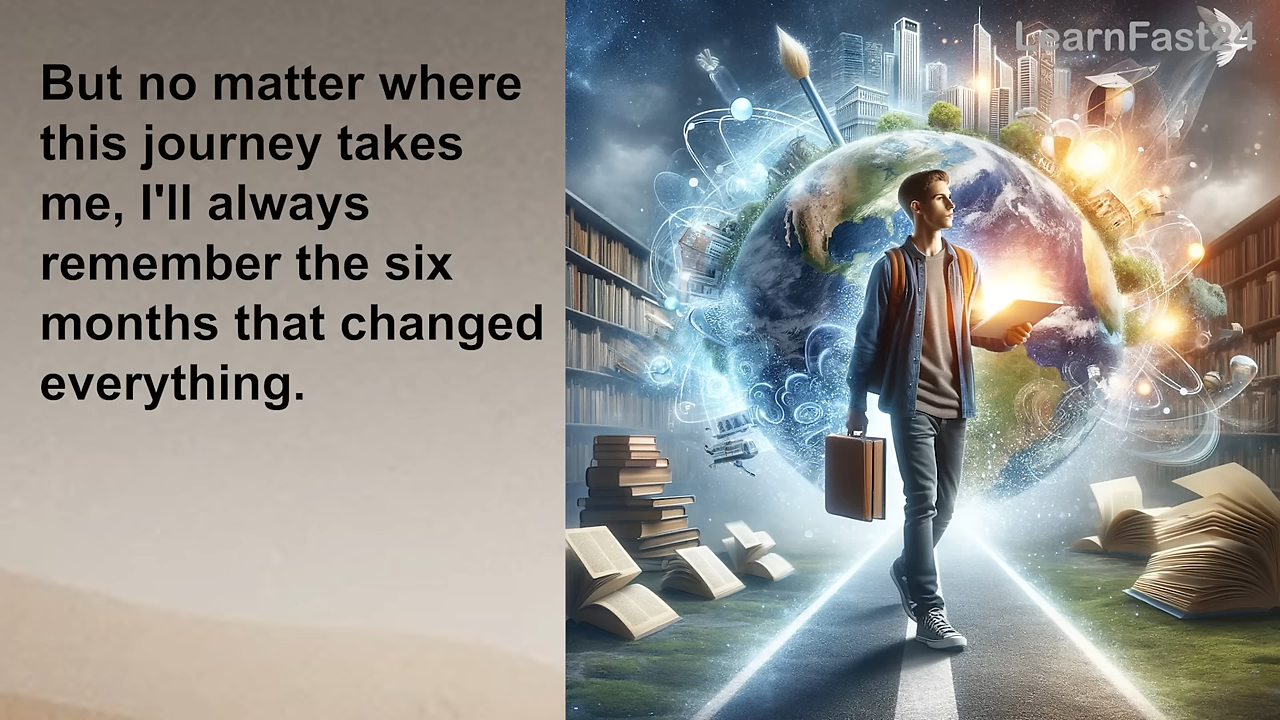 But no matter where
this journey takes
me, I'll always
remember the six
months that changed
everything.
LearnFast24